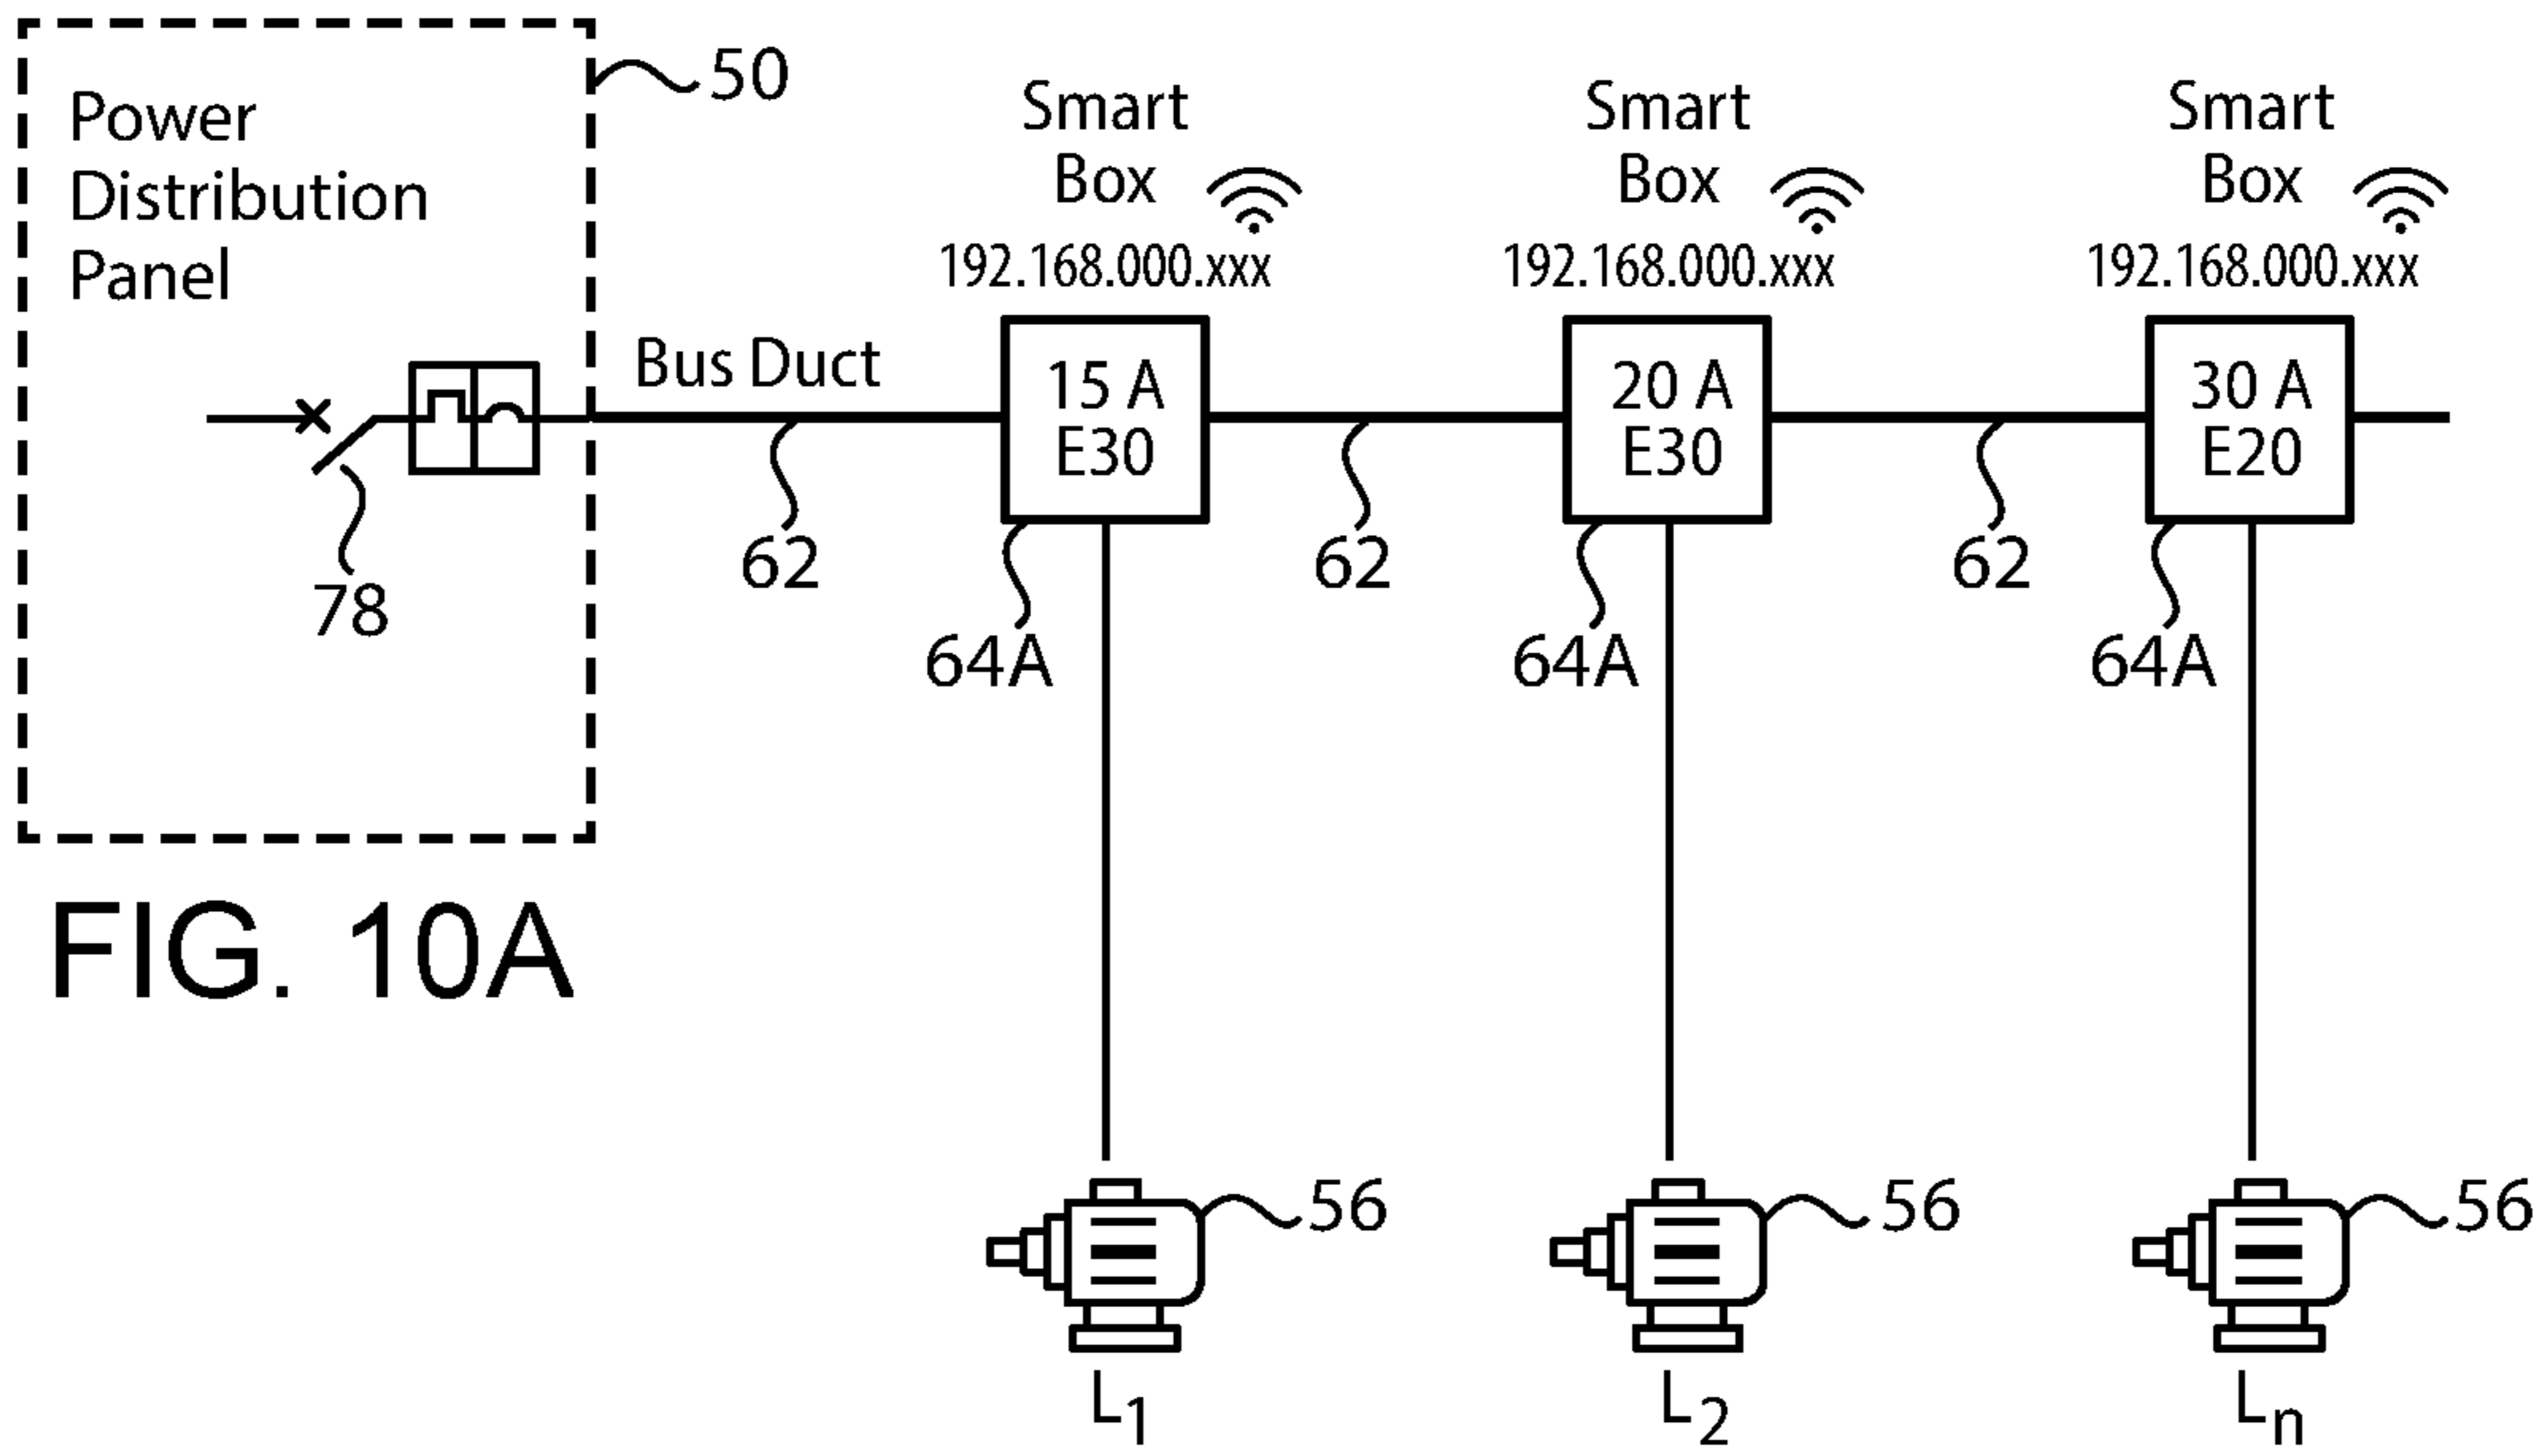 Power
Distribution
Panel
50
78
Bus Duct
62
62
62
Smart
Box
192.168.000.xxx
15 A
E30
64A
Smart
Box
192.168.000.xxx
20 A
E30
64A
Smart
Box
192.168.000.xxx
30 A
E20
64A
56
L1
56
L2
56
Ln
FIG. 10A